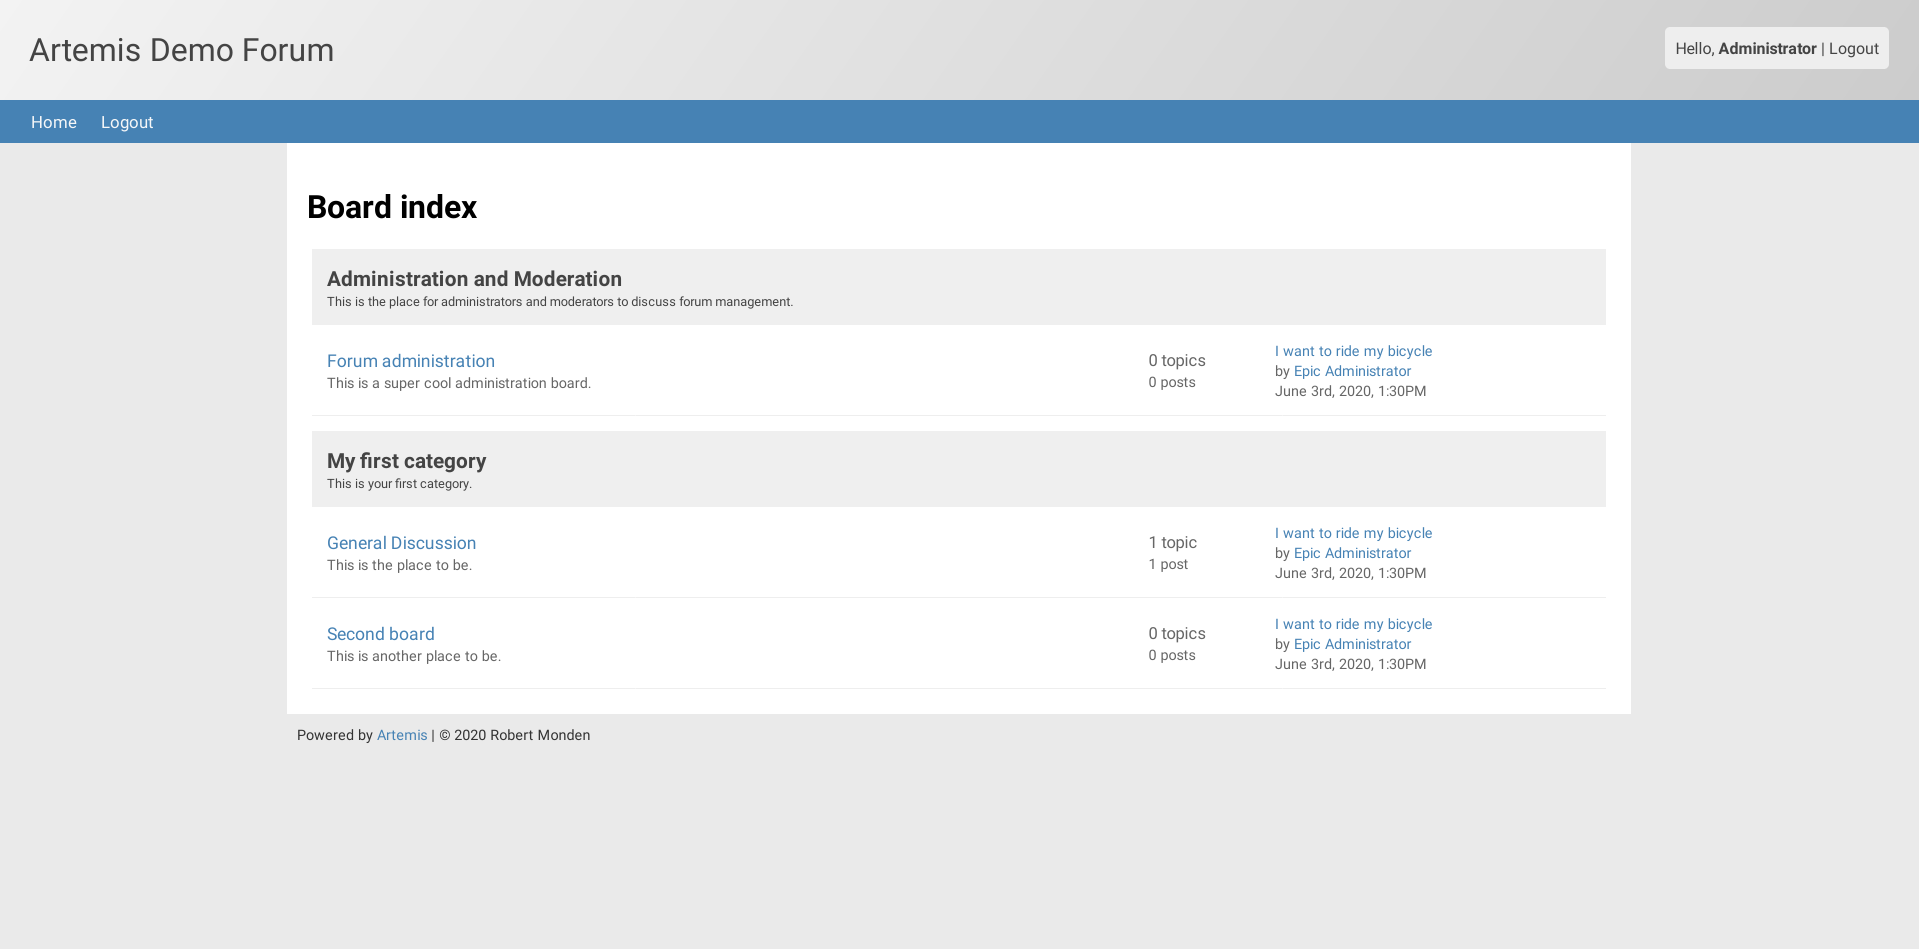 Artemis Demo Forum
Hello, Administrator | Logout
Home Logout
Board index
Administration and Moderation
This is the place for administrators and moderators to discuss forum management.
Forum administration
This is a super cool administration board.
0 topics
0 posts
I want to ride my bicycle
by Epic Administrator
June 3rd, 2020, 1:30PM
My first category
This is your first category.
General Discussion
This is the place to be.
1 topic
1 post
I want to ride my bicycle
by Epic Administrator
June 3rd, 2020, 1:30PM
Second board
This is another place to be.
0 topics
0 posts
I want to ride my bicycle
by Epic Administrator
June 3rd, 2020, 1:30PM
Powered by Artemis | © 2020 Robert Monden